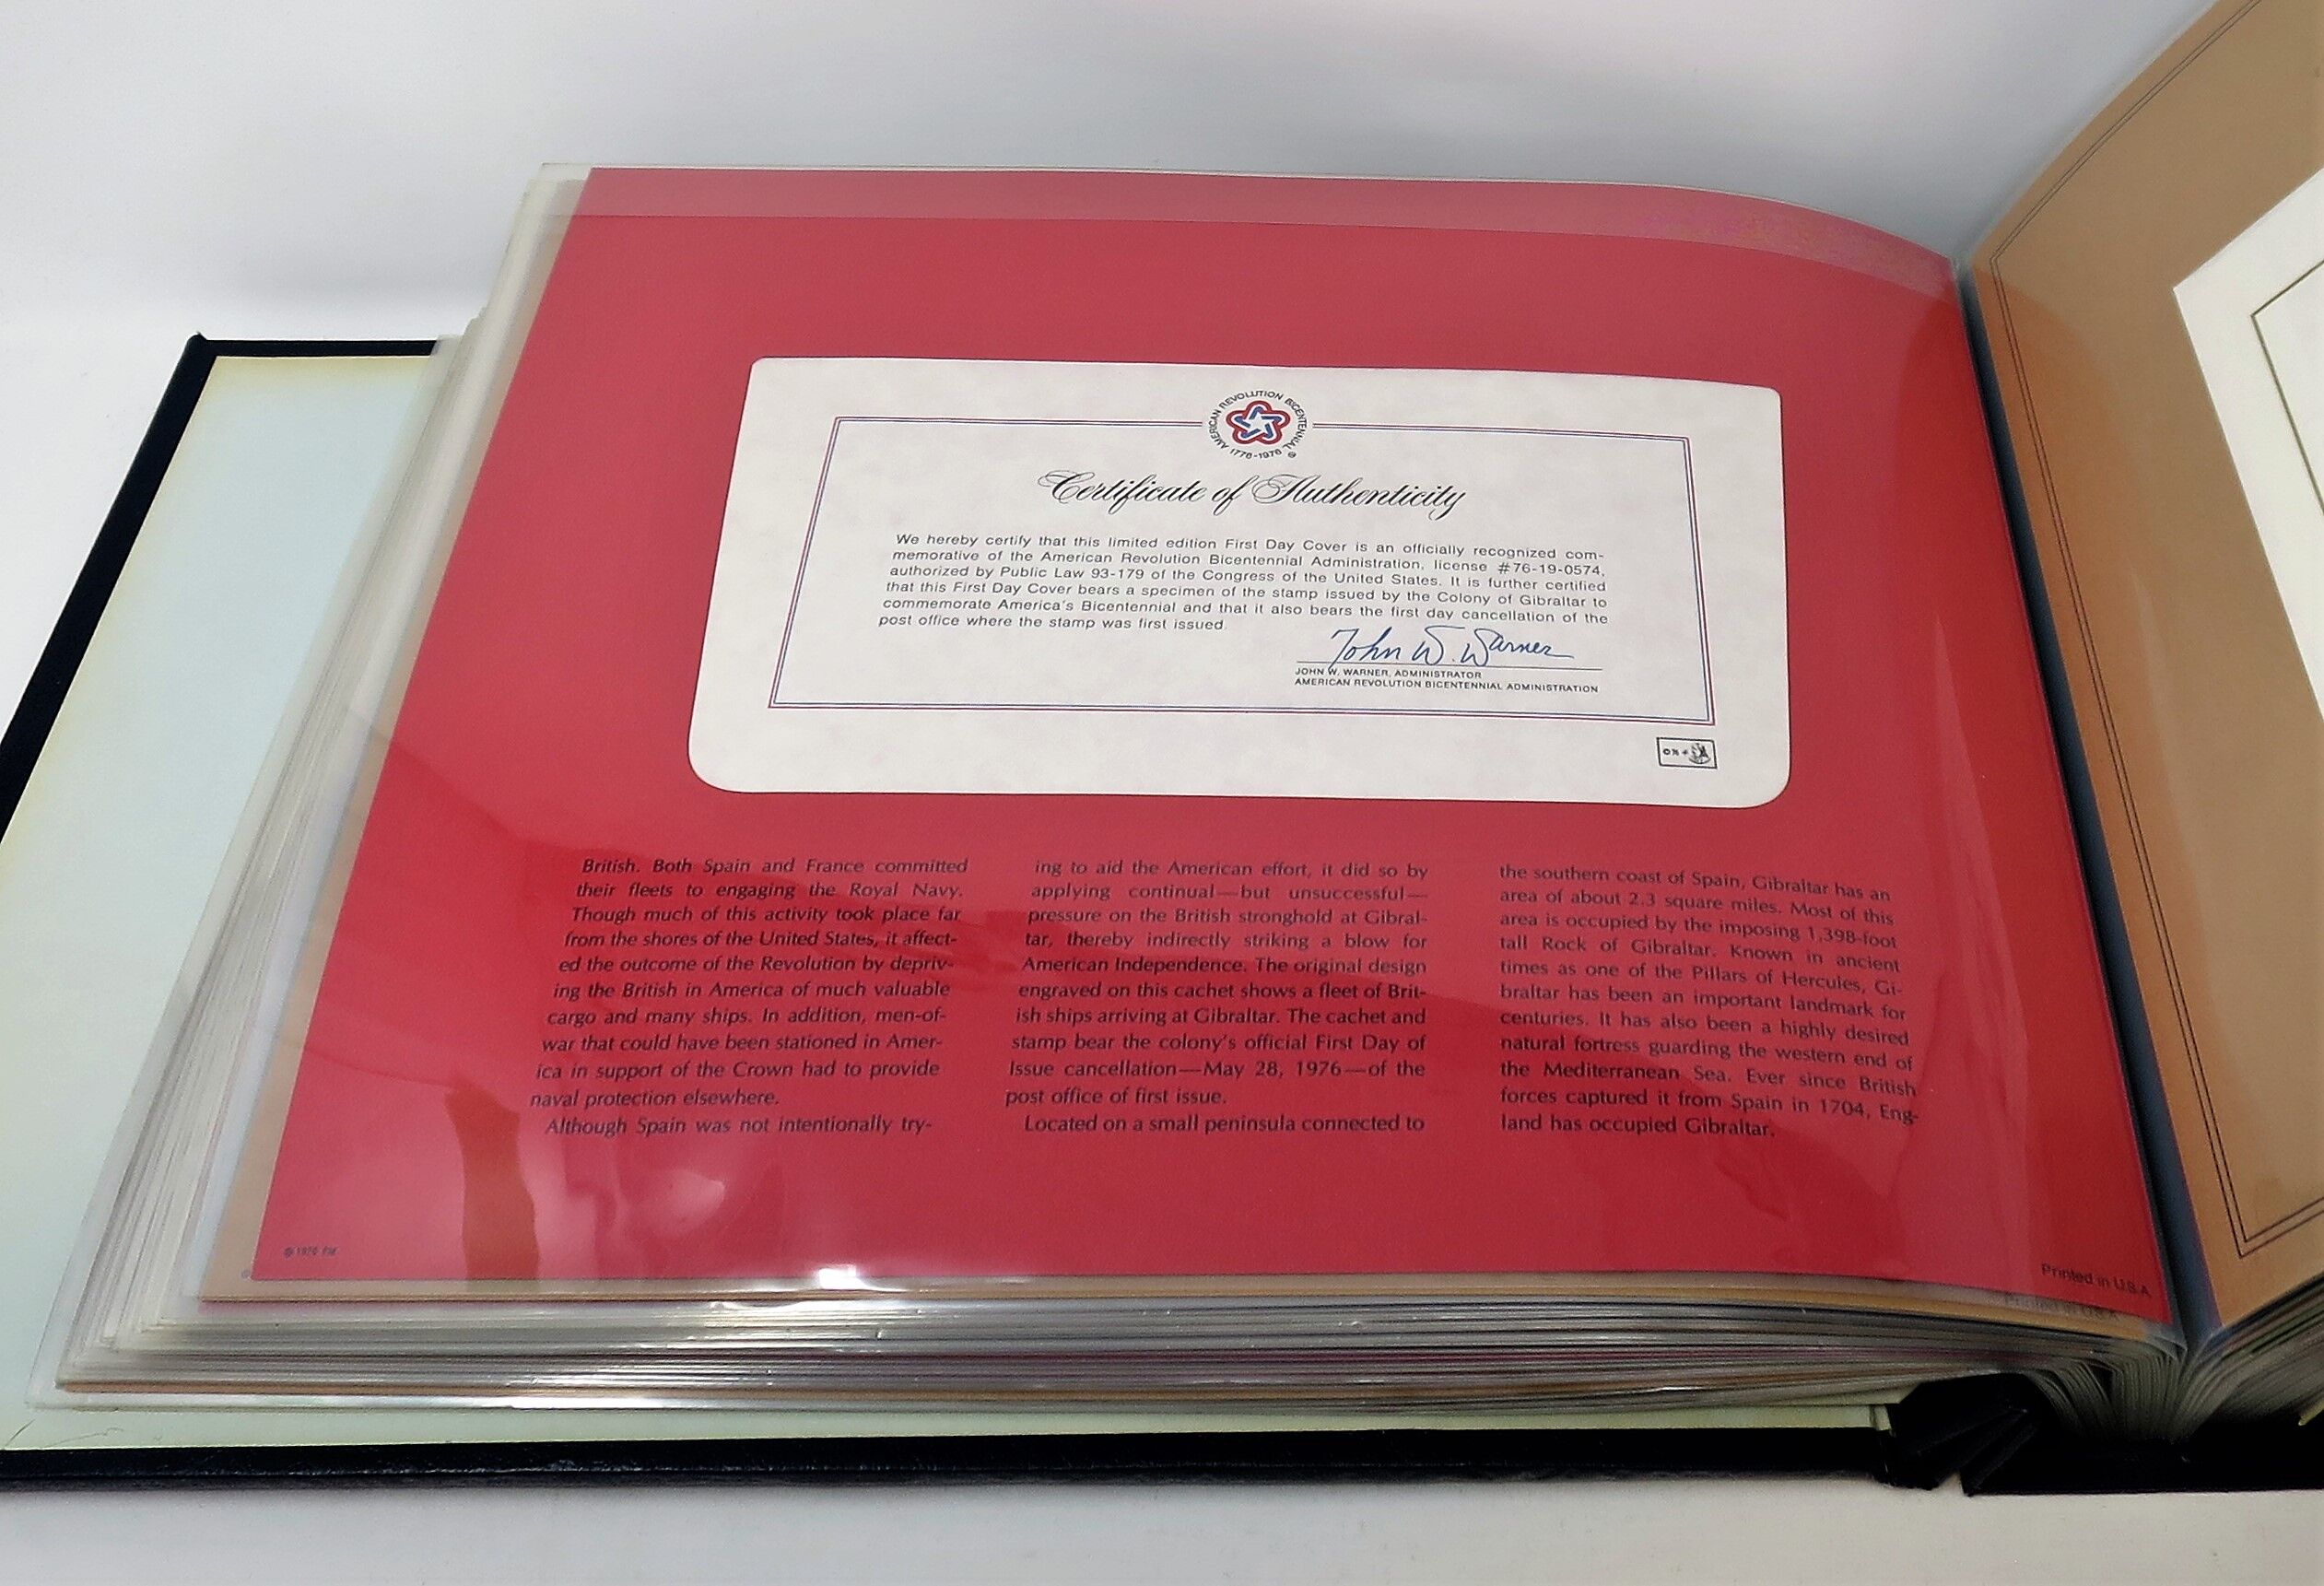 AMERICAN REVOLUTION BICENTENNIAL
1776-1976
Certificate of Authenticity
We hereby certify that this limited edition First Day Cover is an officially recognized com-
memorative of the American Revolution Bicentennial Administration, license #76-19-0574,
authorized by Public Law 93-179 of the Congress of the United States. It is further certified
that this First Day Cover bears a specimen of the stamp issued by the Colony of Gibraltar to
commemorate America's Bicentennial and that it also bears the first day cancellation of the
post office where the stamp was first issued.
John W. Warner
JOHN W. WARNER, ADMINISTRATOR
AMERICAN REVOLUTION BICENTENNIAL ADMINISTRATION
British. Both Spain and France committed
their fleets to engaging the Royal Navy.
Though much of this activity took place far
from the shores of the United States, it affect-
ed the outcome of the Revolution by depriv-
ing the British in America of much valuable
cargo and many ships. In addition, men-of-
war that could have been stationed in Amer-
ica in support of the Crown had to provide
naval protection elsewhere.
Although Spain was not intentionally try-
ing to aid the American effort, it did so by
applying continual—but unsuccessful—
pressure on the British stronghold at Gibral-
tar, thereby indirectly striking a blow for
American Independence. The original design
engraved on this cachet shows a fleet of Brit-
ish ships arriving at Gibraltar. The cachet and
stamp bear the colony's official First Day of
Issue cancellation—May 28, 1976—of the
post office of first issue.
Located on a small peninsula connected to
the southern coast of Spain, Gibraltar has an
area of about 2.3 square miles. Most of this
area is occupied by the imposing 1,398-foot
tall Rock of Gibraltar. Known in ancient
times as one of the Pillars of Hercules, Gi-
braltar has been an important landmark for
centuries. It has also been a highly desired
natural fortress guarding the western end of
the Mediterranean Sea. Ever since British
forces captured it from Spain in 1704, Eng-
land has occupied Gibraltar.
© 1976 FM
Printed in U.S.A.
Printed in U.S.A.